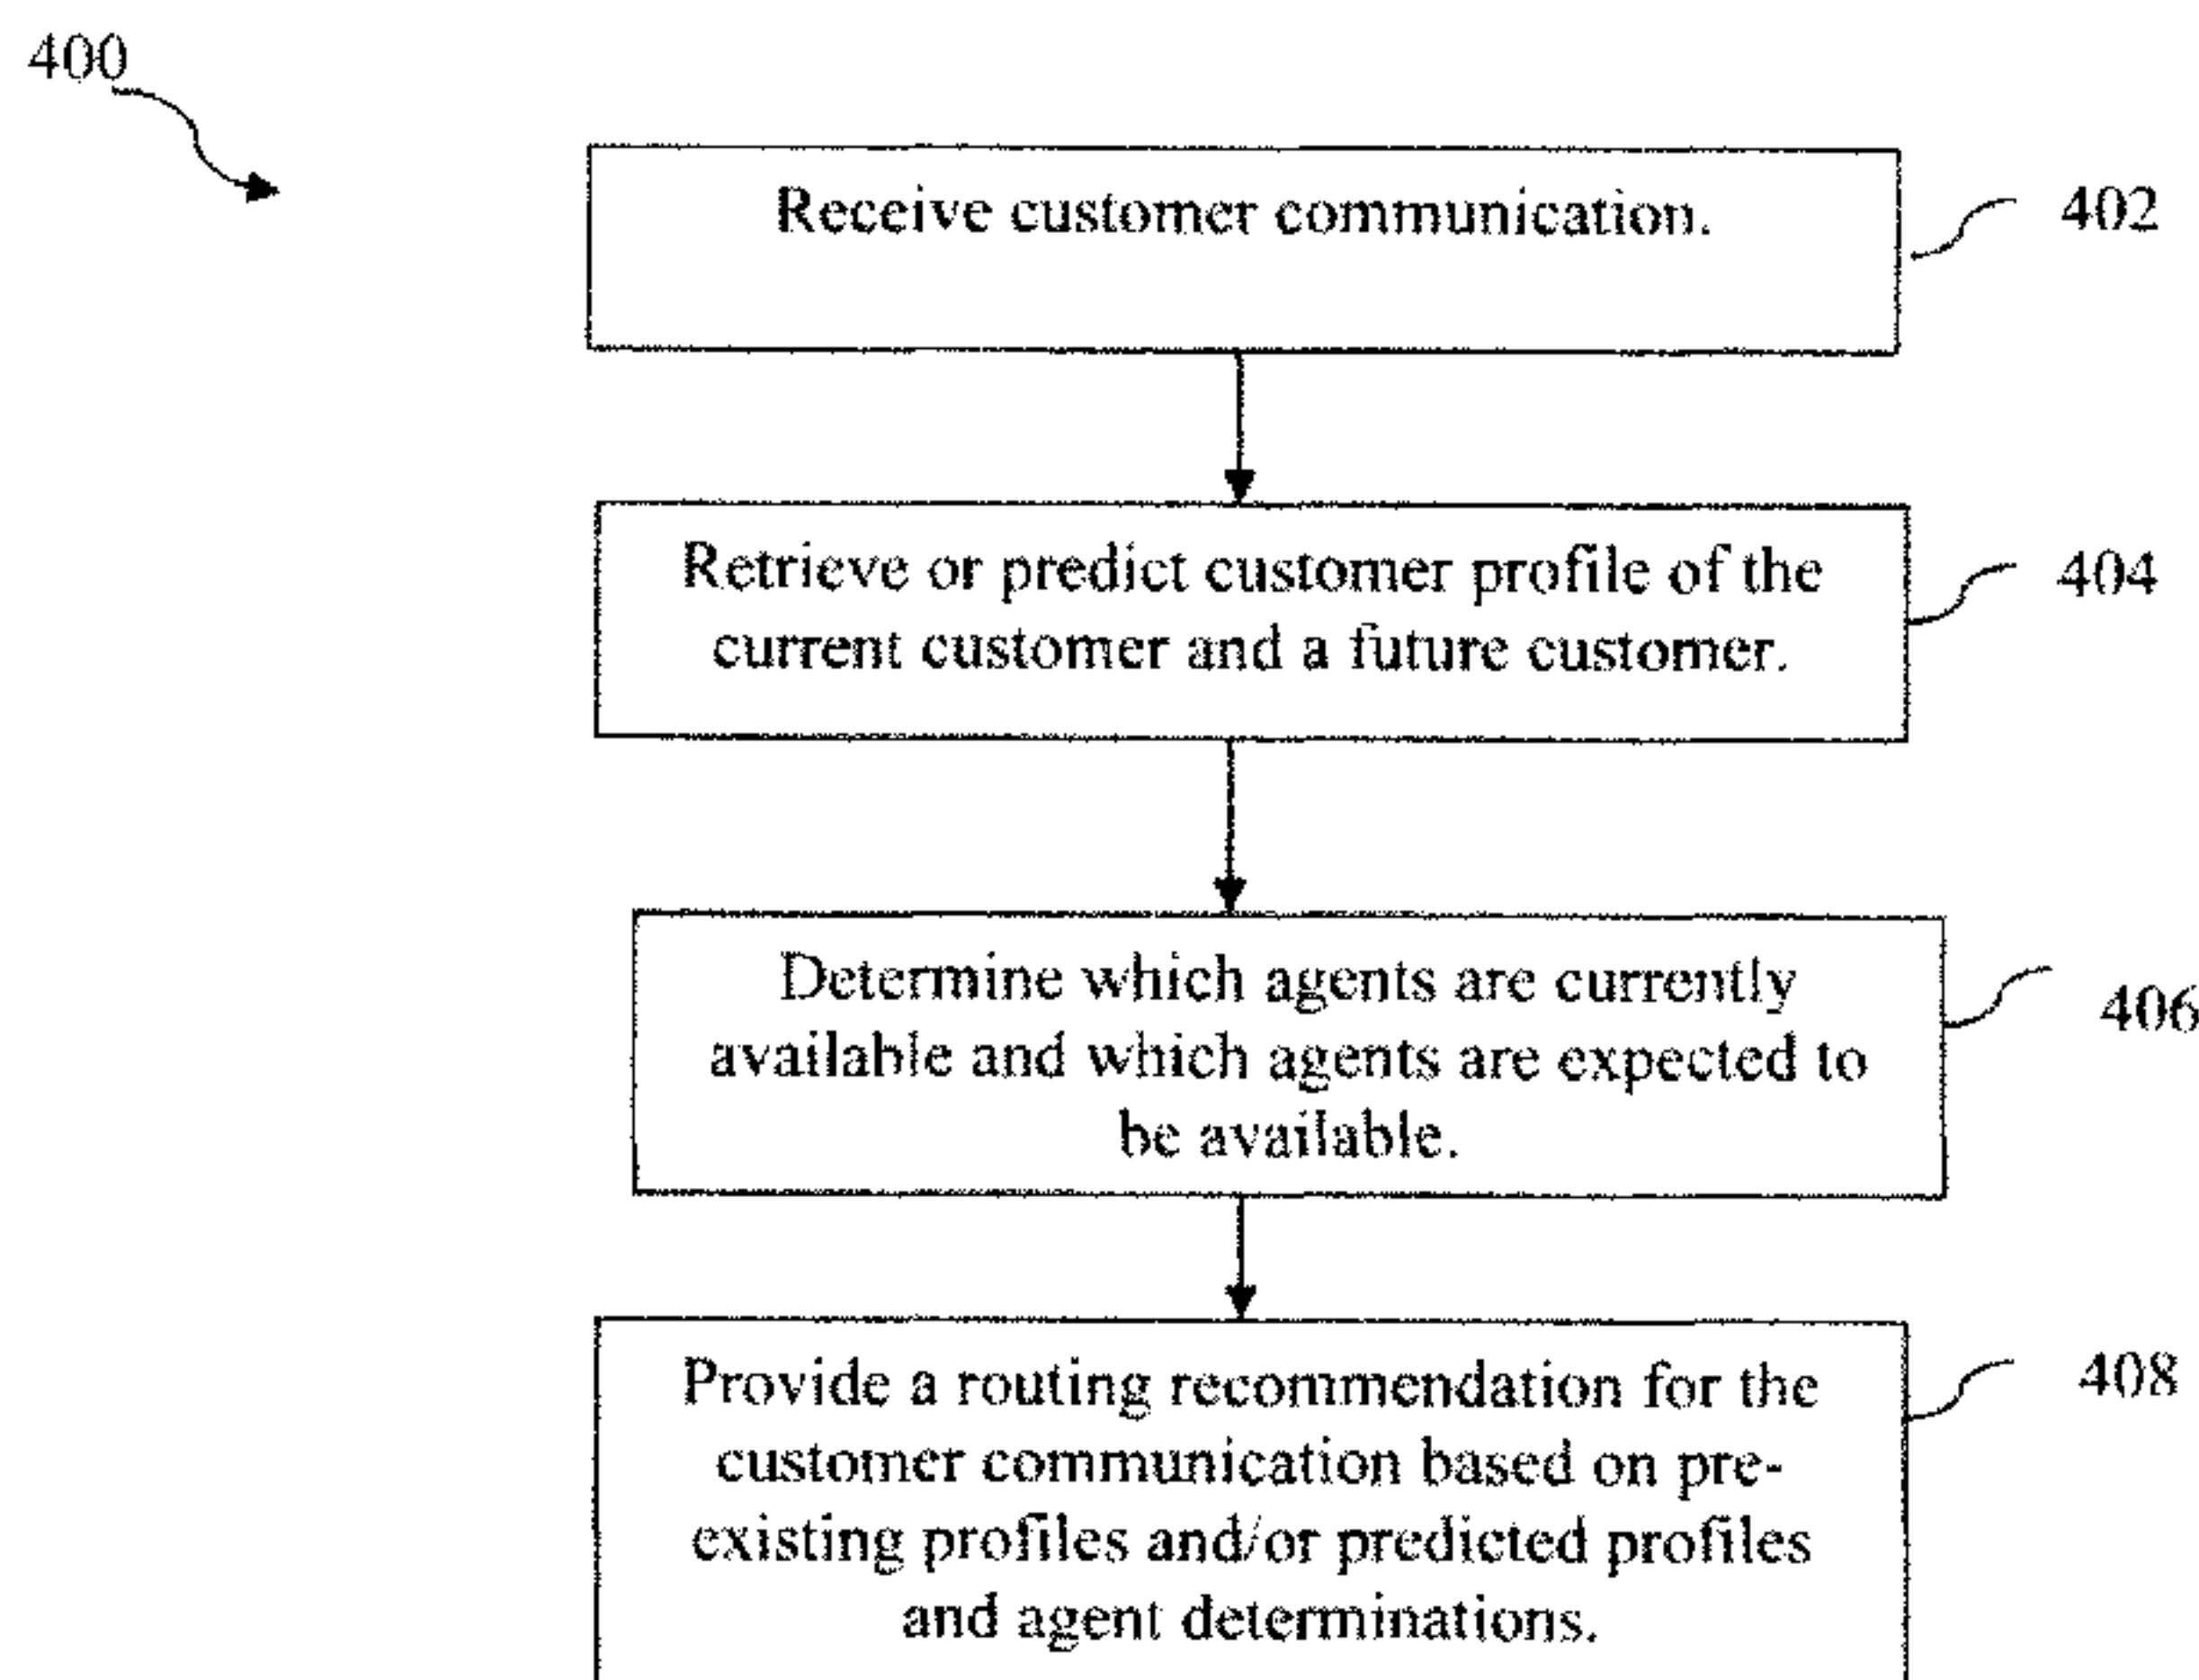 400
Receive customer communication.
402
Retrieve or predict customer profile of the
current customer and a future customer.
404
Determine which agents are currently
available and which agents are expected to
be available.
406
Provide a routing recommendation for the
customer communication based on pre-
existing profiles and/or predicted profiles
and agent determinations.
408